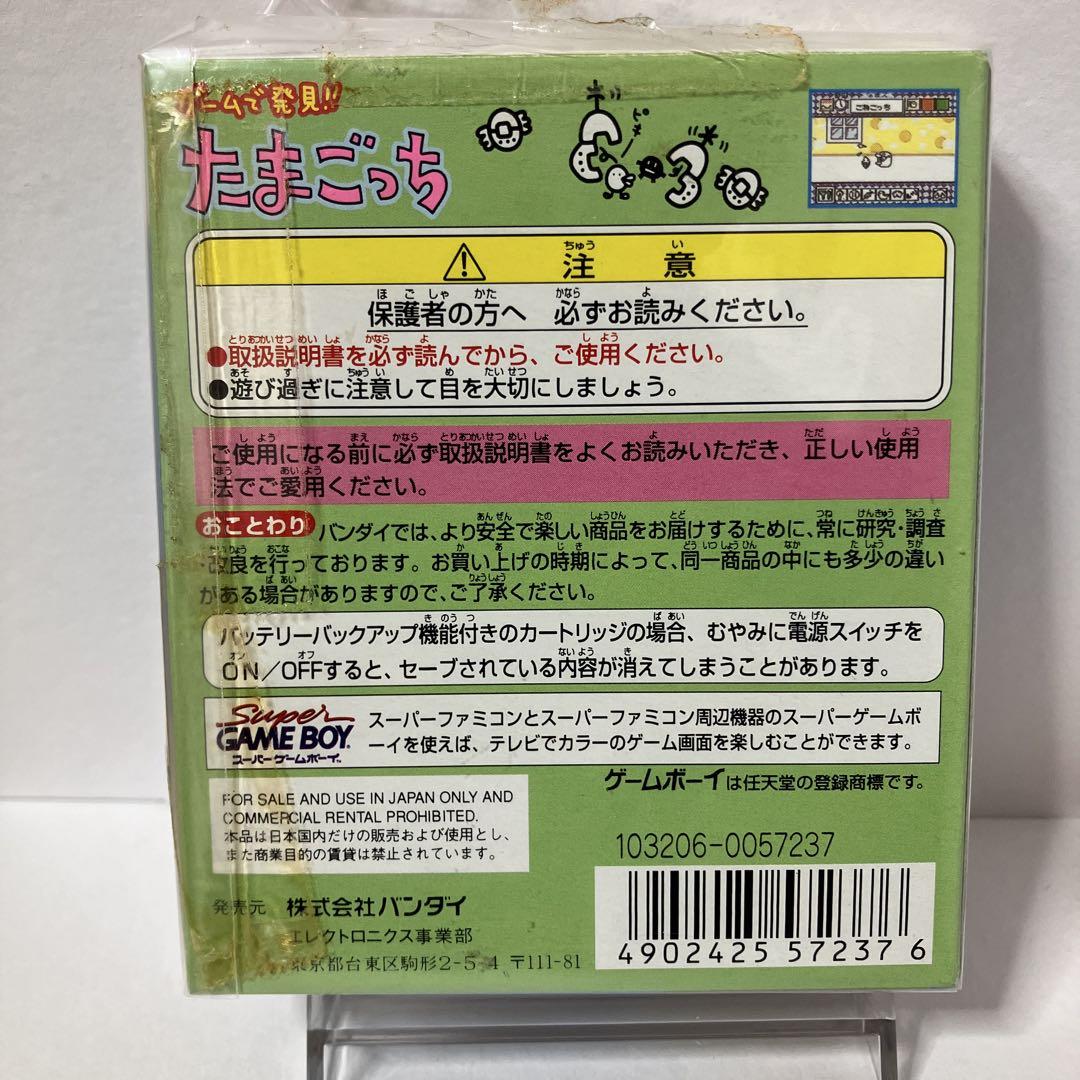 ゲームで発見!!
たまごっち
ピキ
ごねごっち
⚠注意
保護者の方へ 必ずお読みください。
●取扱説明書を必ず読んでから、ご使用ください。
●遊び過ぎに注意して目を大切にしましょう。
ご使用になる前に必ず取扱説明書をよくお読みいただき、正しい使用
法でご愛用ください。
おことわり バンダイでは、より安全で楽しい商品をお届けするために、常に研究・調査
・改良を行っております。お買い上げの時期によって、同一商品の中にも多少の違い
がある場合がありますので、ご了承ください。
バッテリーバックアップ機能付きのカートリッジの場合、むやみに電源スイッチを
ON/OFFすると、セーブされている内容が消えてしまうことがあります。
Super
GAME BOY
スーパーゲームボーイ
スーパーファミコンとスーパーファミコン周辺機器のスーパーゲームボ
ーイを使えば、テレビでカラーのゲーム画面を楽しむことができます。
ゲームボーイは任天堂の登録商標です。
FOR SALE AND USE IN JAPAN ONLY AND
COMMERCIAL RENTAL PROHIBITED.
本品は日本国内だけの販売および使用とし、
また商業目的の賃貸は禁止されています。
103206-0057237
発売元 株式会社バンダイ
エレクトロニクス事業部
東京都台東区駒形2-5-4 〒111-81
4902425572376